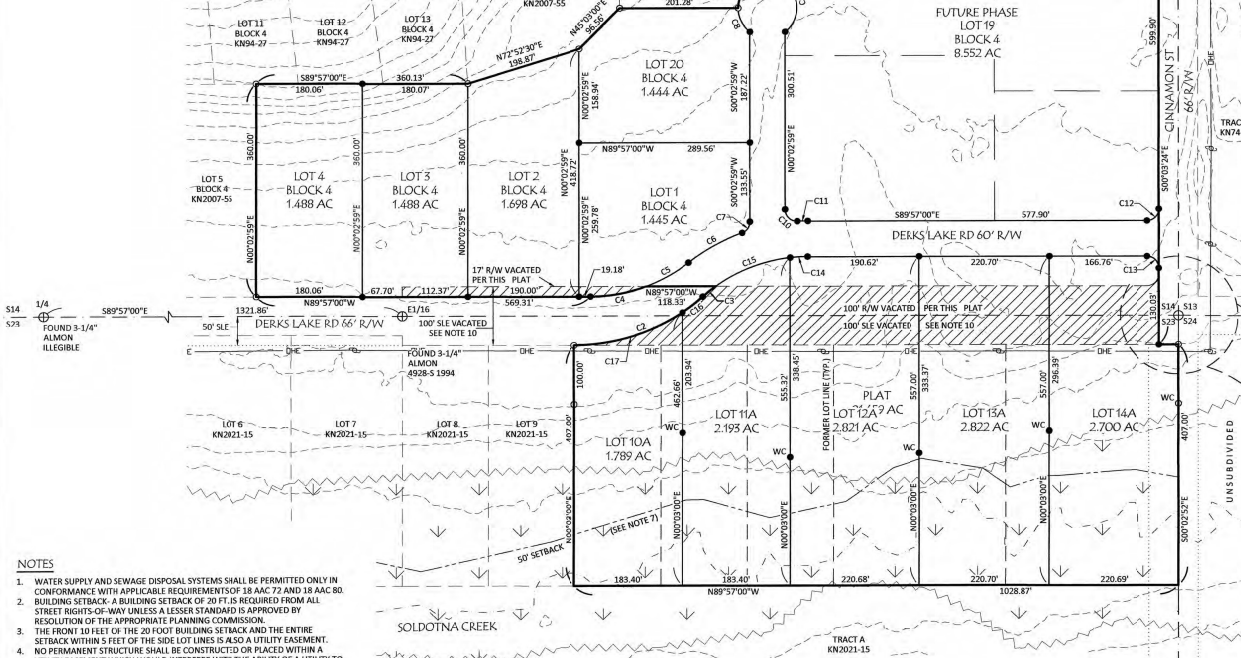 KN2007-55
201.28'
LOT 11
BLOCK 4
KN94-27
LOT 12
BLOCK 4
KN94-27
LOT 13
BLOCK 4
KN94-27
N45°03'00"E
96.56'
C8
N72°52'30"E
198.87'
FUTURE PHASE
LOT 19
BLOCK 4
8.552 AC
599.90'
CINNAMON ST
66' R/W
OHE
TRAC
KN74
S89°57'00"E
360.13'
180.06'
180.07'
N00°02'59"E
158.94'
LOT 20
BLOCK 4
1.444 AC
S00°02'59"W
187.22'
300.51'
N00°02'59"E
N89°57'00"W
289.56'
S00°03'24"E
LOT 5
BLOCK 4
KN2007-55
360.00'
N00°02'59"E
LOT 4
BLOCK 4
1.488 AC
360.00'
N00°02'59"E
LOT 3
BLOCK 4
1.488 AC
360.00'
N00°02'59"E
LOT 2
BLOCK 4
1.698 AC
N00°02'59"E
418.72'
N00°02'59"E
259.78'
LOT 1
BLOCK 4
1.445 AC
S00°02'59"W
133.55'
C7
C10
C11
S89°57'00"E
577.90'
C12
DERKS LAKE RD 60' R/W
C6
C5
C15
C14
190.62'
220.70'
166.76'
C13
17' R/W VACATED
PER THIS PLAT
19.18'
180.06'
67.70'
112.37'
190.00'
C4
N89°57'00"W
569.31'
N89°57'00"W
118.33'
C3
C16
1/4
S14
S23
S89°57'00"E
1321.86'
E1/16
FOUND 3-1/4"
ALMON
ILLEGIBLE
50' SLE
DERKS LAKE RD 66' R/W
100' SLE VACATED
SEE NOTE 10
C2
C17
100' R/W VACATED PER THIS PLAT
100' SLE VACATED SEE NOTE 10
130.03'
S14
S13
S23
S24
E
OHE
OHE
OHE
OHE
OHE
OHE
FOUND 3-1/4"
ALMON
4928-S 1994
100.00'
407.00'
N00°03'00"E
LOT 6
KN2021-15
LOT 7
KN2021-15
LOT 8
KN2021-15
LOT 9
KN2021-15
LOT 10A
1.789 AC
462.66'
203.94'
WC
N00°03'00"E
LOT 11A
2.193 AC
555.32'
338.45'
WC
N00°03'00"E
FORMER LOT LINE (TYP.)
PLAT
LOT 12A
2.821 AC
557.00'
333.37'
WC
N00°03'00"E
LOT 13A
2.822 AC
557.00'
296.39'
N00°03'00"E
LOT 14A
2.700 AC
WC
407.00'
S00°02'52"E
UNSUBDIVIDED
50' SETBACK
(SEE NOTE 7)
183.40'
183.40'
220.68'
220.70'
220.69'
N89°57'00"W
1028.87'
SOLDOTNA CREEK
TRACT A
KN2021-15
NOTES
1. WATER SUPPLY AND SEWAGE DISPOSAL SYSTEMS SHALL BE PERMITTED ONLY IN
CONFORMANCE WITH APPLICABLE REQUIREMENTS OF 18 AAC 72 AND 18 AAC 80.
2. BUILDING SETBACK- A BUILDING SETBACK OF 20 FT. IS REQUIRED FROM ALL
STREET RIGHTS-OF-WAY UNLESS A LESSER STANDARD IS APPROVED BY
RESOLUTION OF THE APPROPRIATE PLANNING COMMISSION.
3. THE FRONT 10 FEET OF THE 20 FOOT BUILDING SETBACK AND THE ENTIRE
SETBACK WITHIN 5 FEET OF THE SIDE LOT LINES IS ALSO A UTILITY EASEMENT.
4. NO PERMANENT STRUCTURE SHALL BE CONSTRUCTED OR PLACED WITHIN A